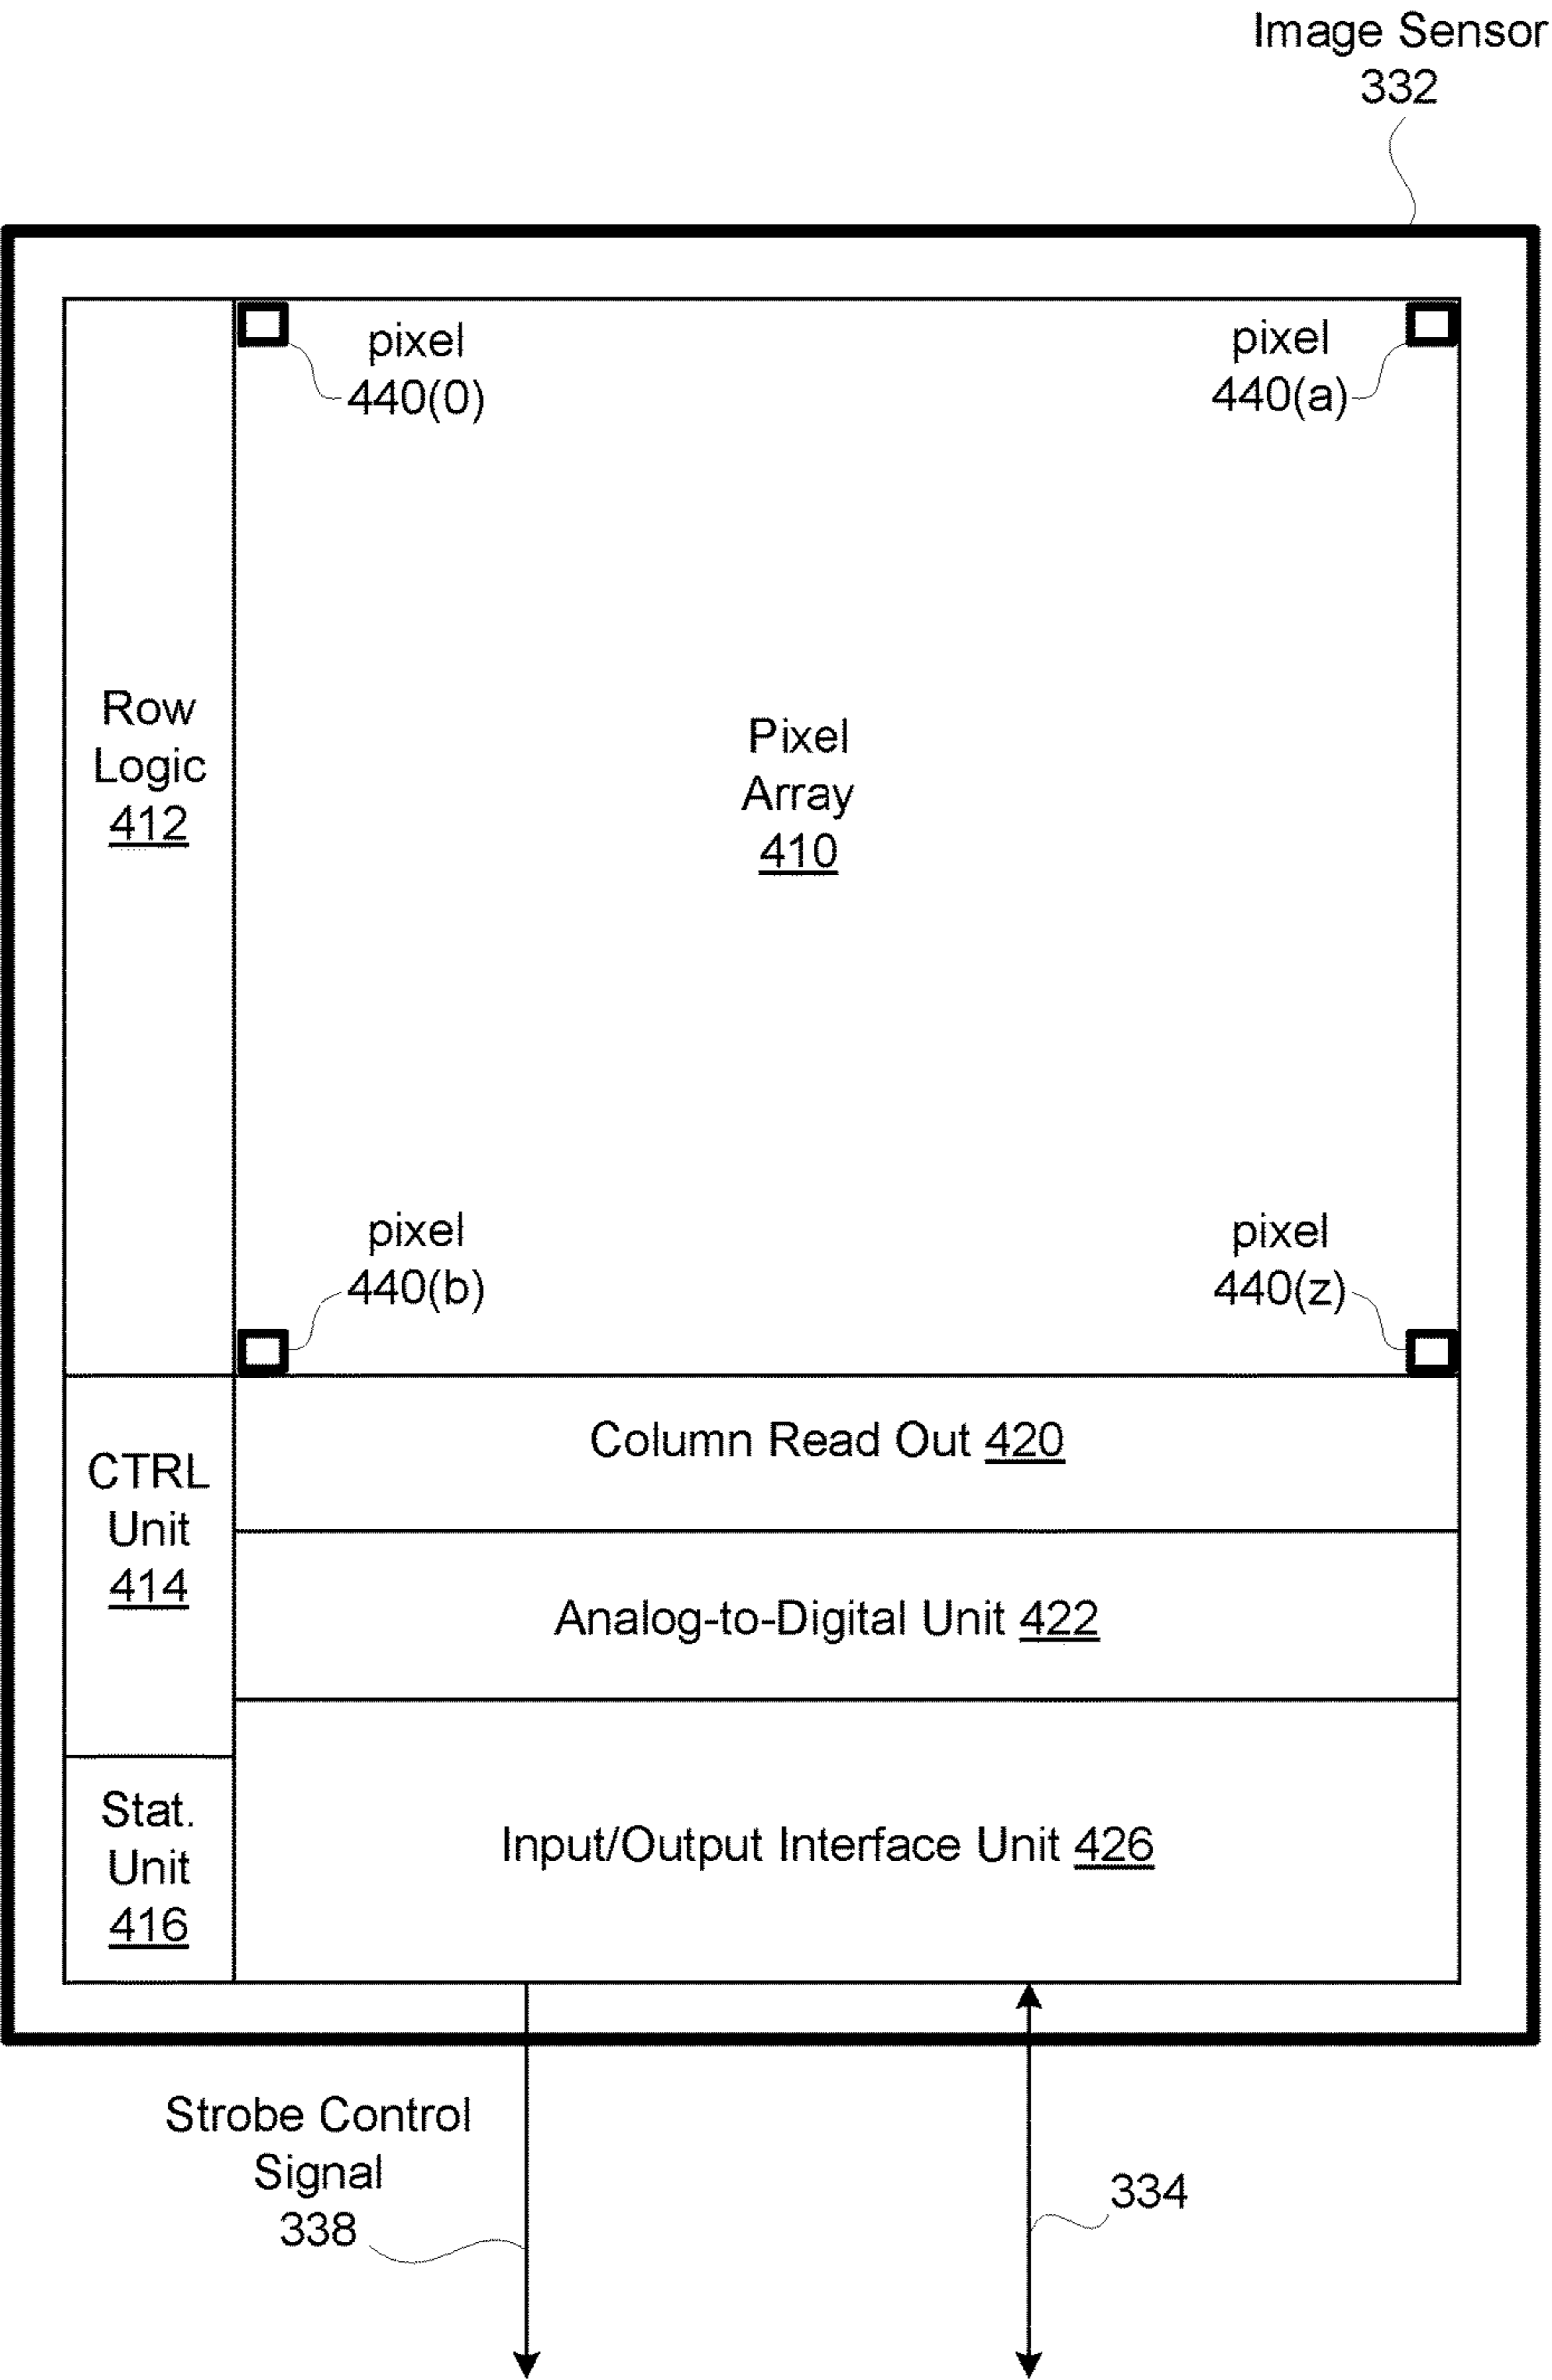 Image Sensor
332
pixel
440(0)
pixel
440(a)
Row
Logic
412
Pixel
Array
410
pixel
440(b)
pixel
440(z)
CTRL
Unit
414
Column Read Out 420
Analog-to-Digital Unit 422
Stat.
Unit
416
Input/Output Interface Unit 426
Strobe Control
Signal
338
334